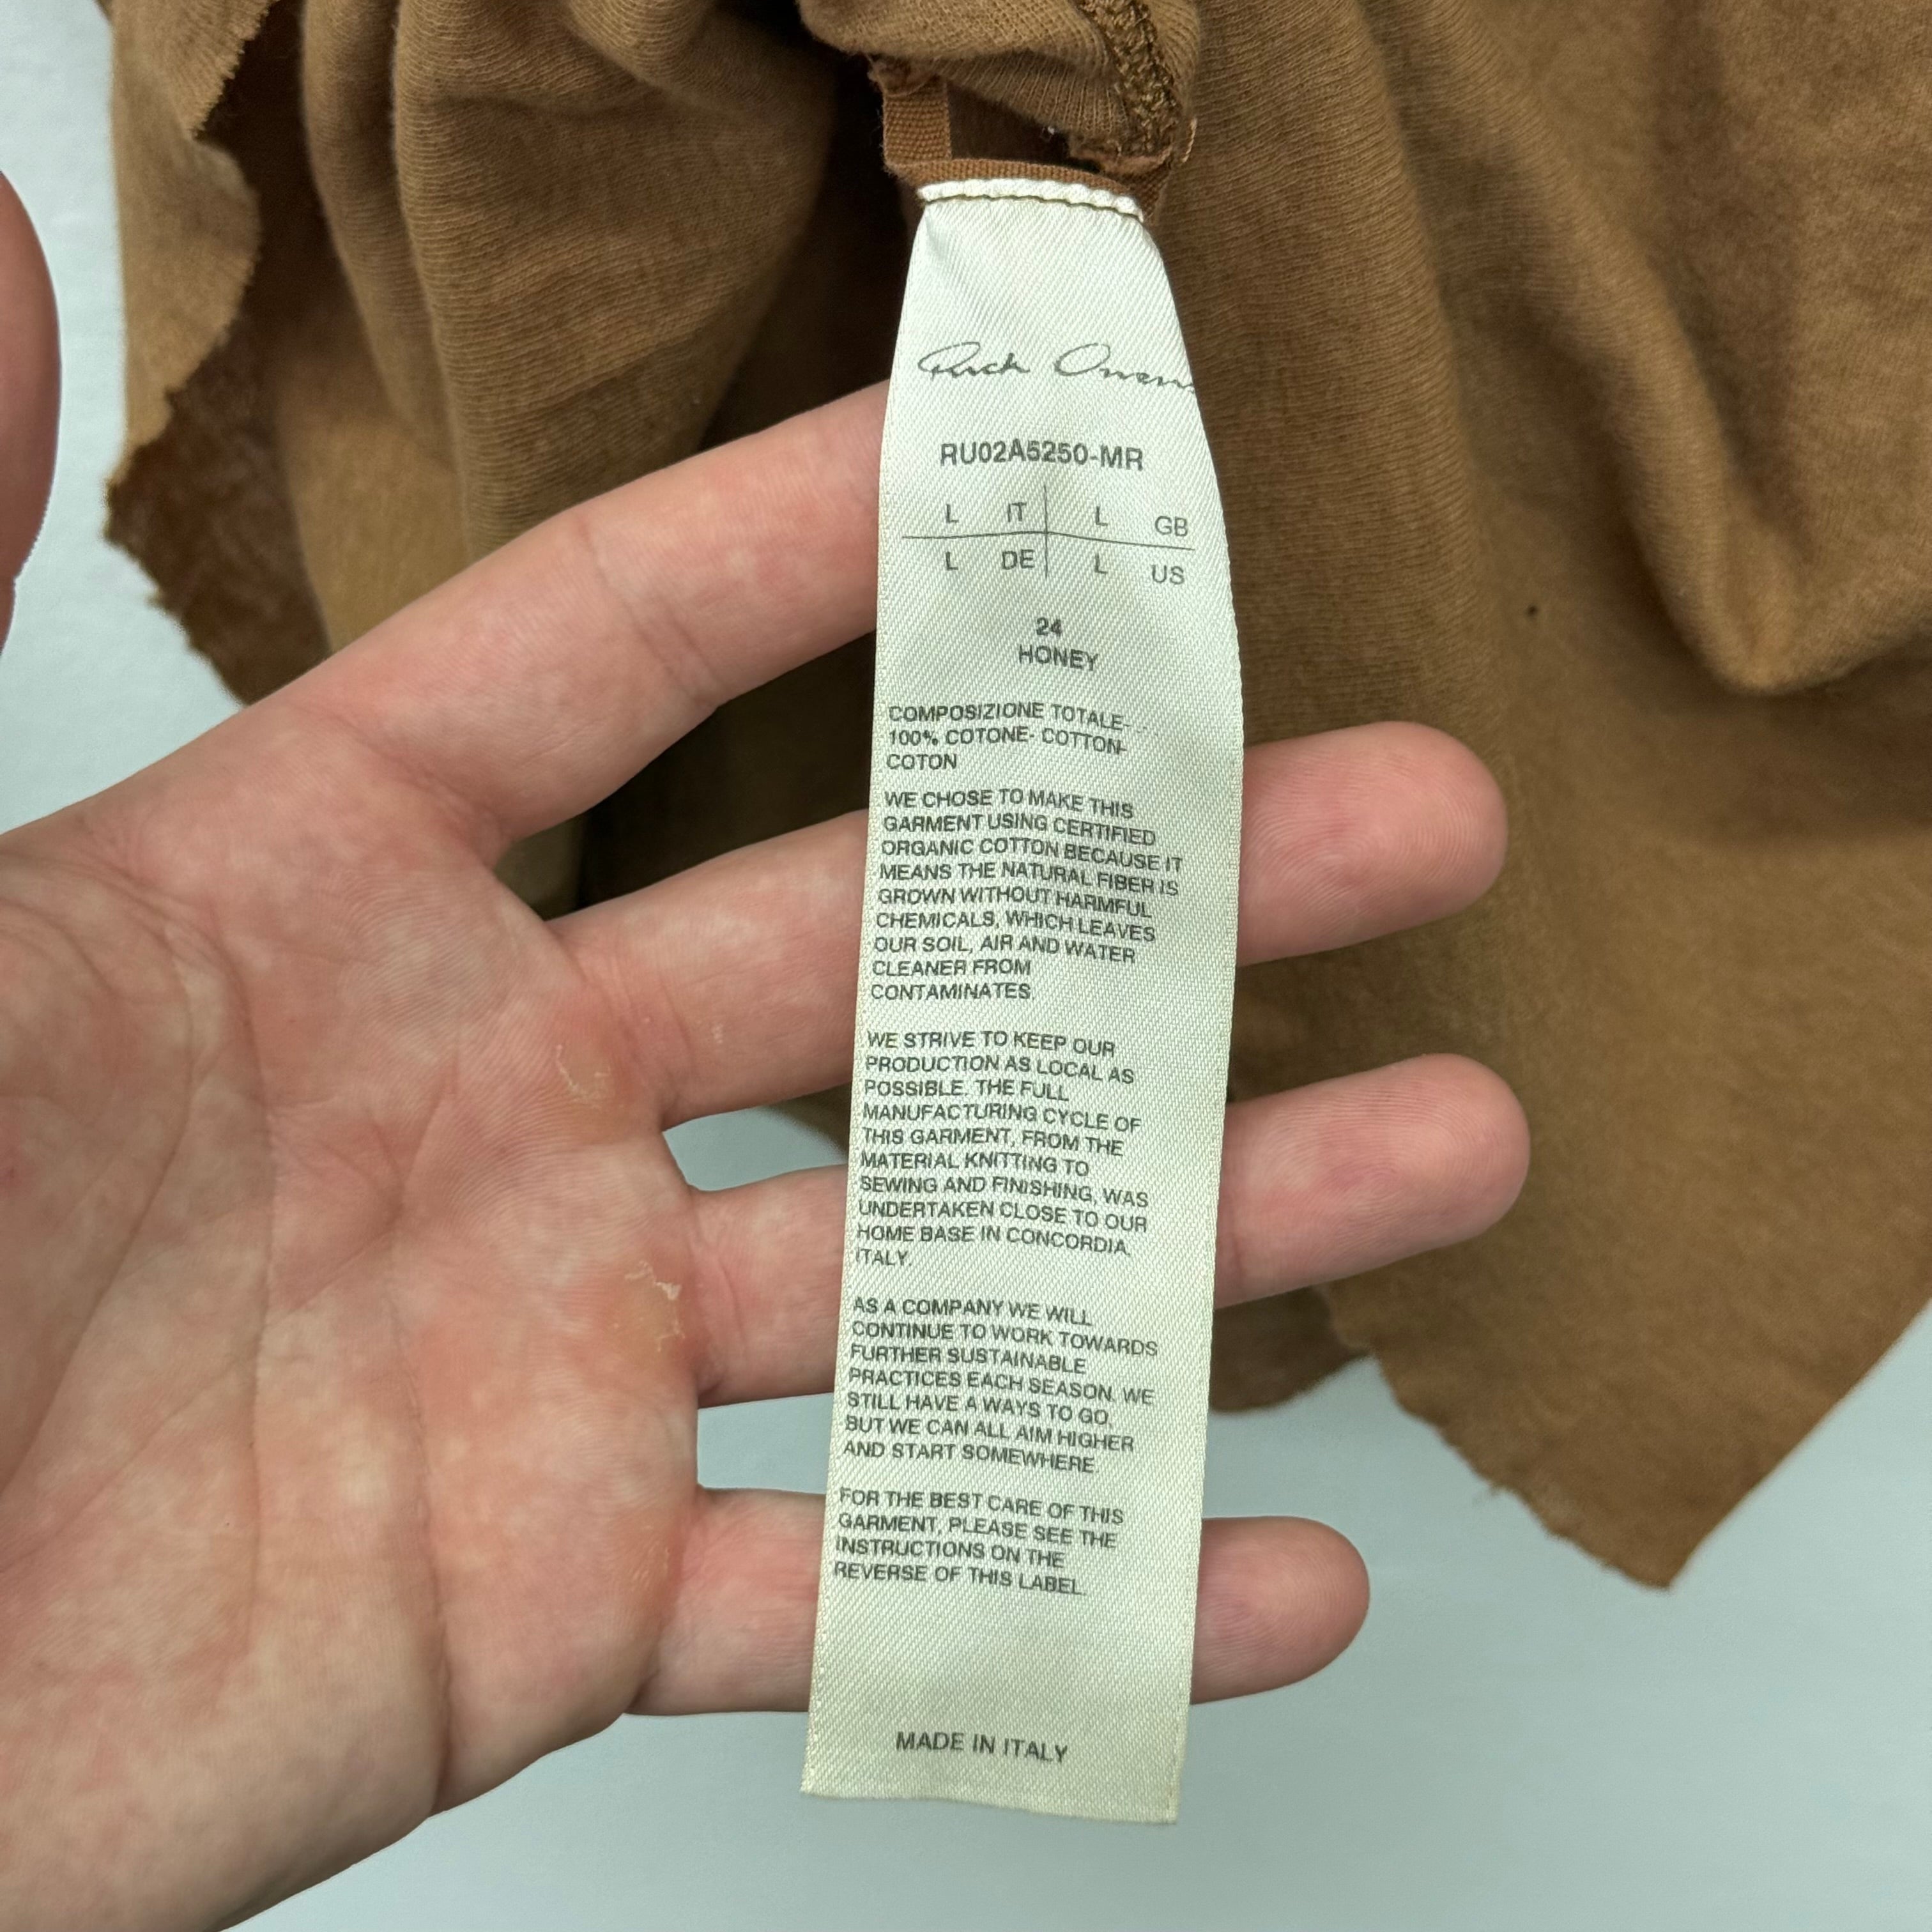 Rick Owens
RU02A5250-MR
L IT L GB
L DE L US
24
HONEY
COMPOSIZIONE TOTALE-
100% COTONE- COTTON-
COTON
WE CHOSE TO MAKE THIS
GARMENT USING CERTIFIED
ORGANIC COTTON BECAUSE IT
MEANS THE NATURAL FIBER IS
GROWN WITHOUT HARMFUL
CHEMICALS, WHICH LEAVES
OUR SOIL, AIR AND WATER
CLEANER FROM
CONTAMINATES.
WE STRIVE TO KEEP OUR
PRODUCTION AS LOCAL AS
POSSIBLE. THE FULL
MANUFACTURING CYCLE OF
THIS GARMENT, FROM THE
MATERIAL KNITTING TO
SEWING AND FINISHING, WAS
UNDERTAKEN CLOSE TO OUR
HOME BASE IN CONCORDIA,
ITALY.
AS A COMPANY WE WILL
CONTINUE TO WORK TOWARDS
FURTHER SUSTAINABLE
PRACTICES EACH SEASON. WE
STILL HAVE A WAYS TO GO,
BUT WE CAN ALL AIM HIGHER
AND START SOMEWHERE.
FOR THE BEST CARE OF THIS
GARMENT, PLEASE SEE THE
INSTRUCTIONS ON THE
REVERSE OF THIS LABEL.
MADE IN ITALY